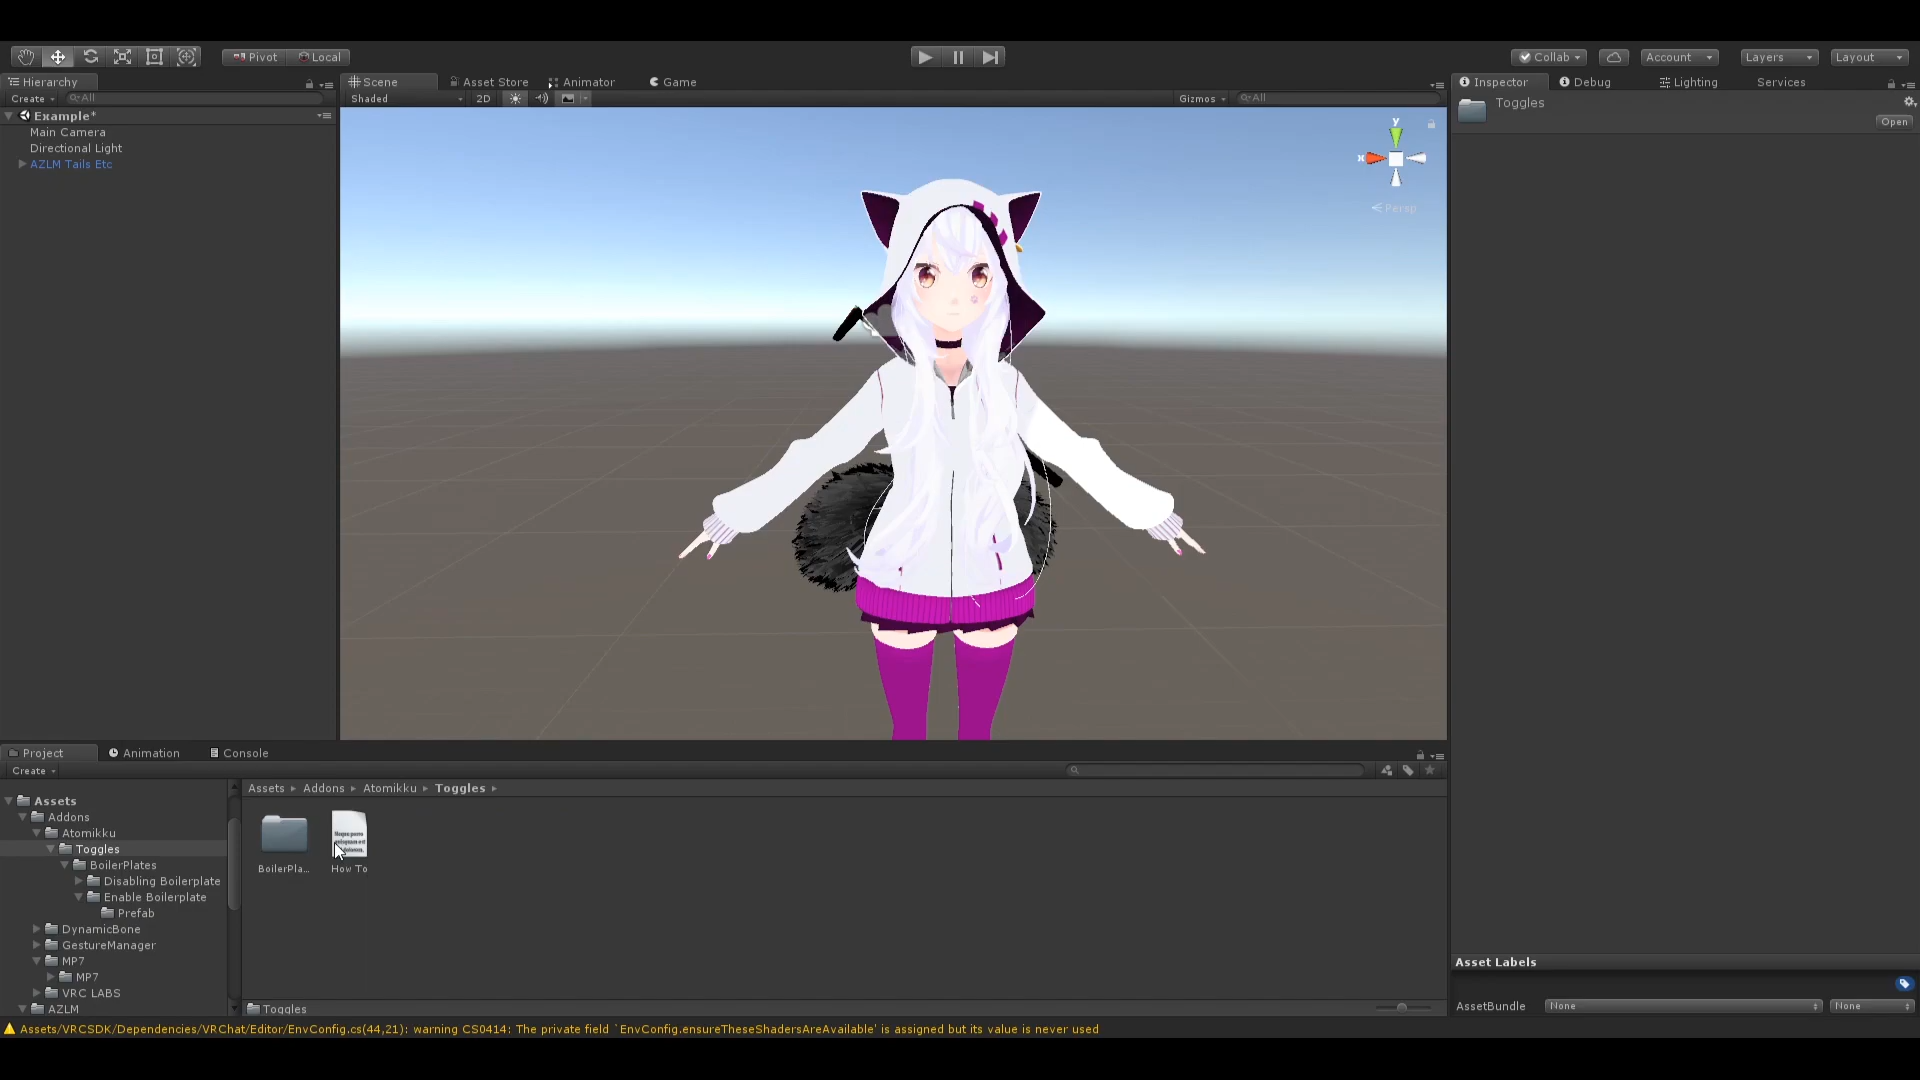 Pivot Local
Collab Account Layers Layout
Hierarchy
Create All
Example*
Main Camera
Directional Light
AZLM Tails Etc
Scene Asset Store Animator Game
Shaded 2D Gizmos All
y
x
Persp
Inspector Debug Lighting Services
Toggles
Open
Project Animation Console
Create
Assets
Addons
Atomikku
Toggles
BoilerPlates
Disabling Boilerplate
Enable Boilerplate
Prefab
DynamicBone
GestureManager
MP7
MP7
VRC LABS
AZLM
Assets Addons Atomikku Toggles
BoilerPla...
How To
Toggles
Asset Labels
AssetBundle None None
Assets/VRCSDK/Dependencies/VRChat/Editor/EnvConfig.cs(44,21): warning CS0414: The private field `EnvConfig.ensureTheseShadersAreAvailable' is assigned but its value is never used